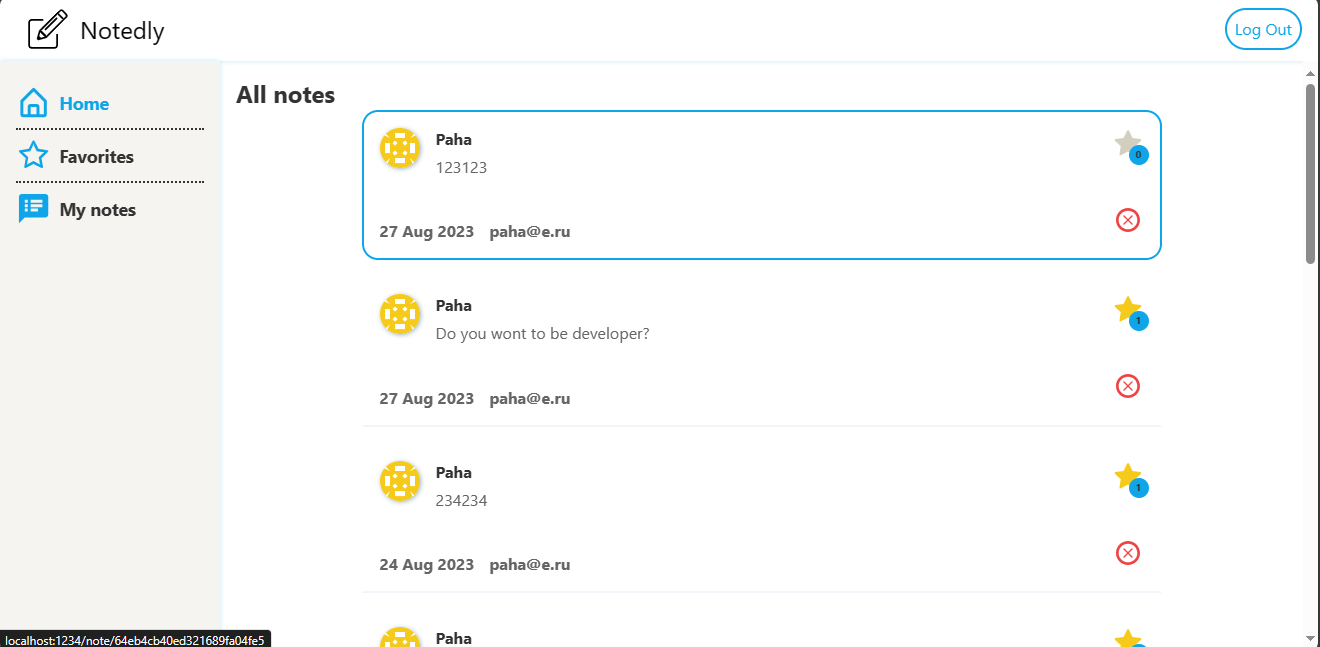 Notedly
Log Out
Home
Favorites
My notes
All notes
Paha
0
123123
27 Aug 2023 paha@e.ru
Paha
1
Do you wont to be developer?
27 Aug 2023 paha@e.ru
Paha
1
234234
24 Aug 2023 paha@e.ru
Paha
localhost:1234/note/64eb4cb40ed321689fa04fe5